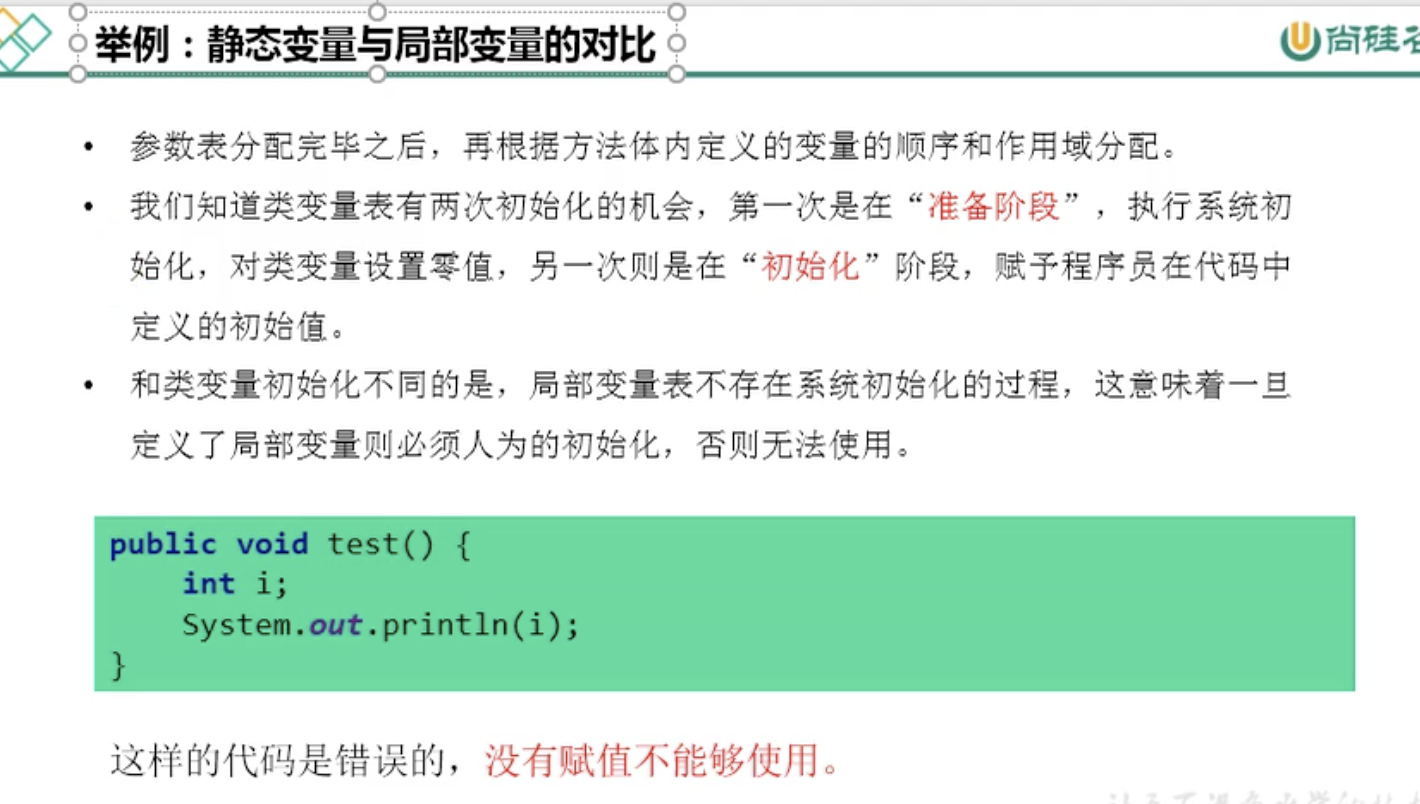 举例：静态变量与局部变量的对比
尚硅谷
• 参数表分配完毕之后，再根据方法体内定义的变量的顺序和作用域分配。
• 我们知道类变量表有两次初始化的机会，第一次是在“准备阶段”，执行系统初
始化，对类变量设置零值，另一次则是在“初始化”阶段，赋予程序员在代码中
定义的初始值。
• 和类变量初始化不同的是，局部变量表不存在系统初始化的过程，这意味着一旦
定义了局部变量则必须人为的初始化，否则无法使用。
public void test() {
    int i;
    System.out.println(i);
}
这样的代码是错误的，没有赋值不能够使用。